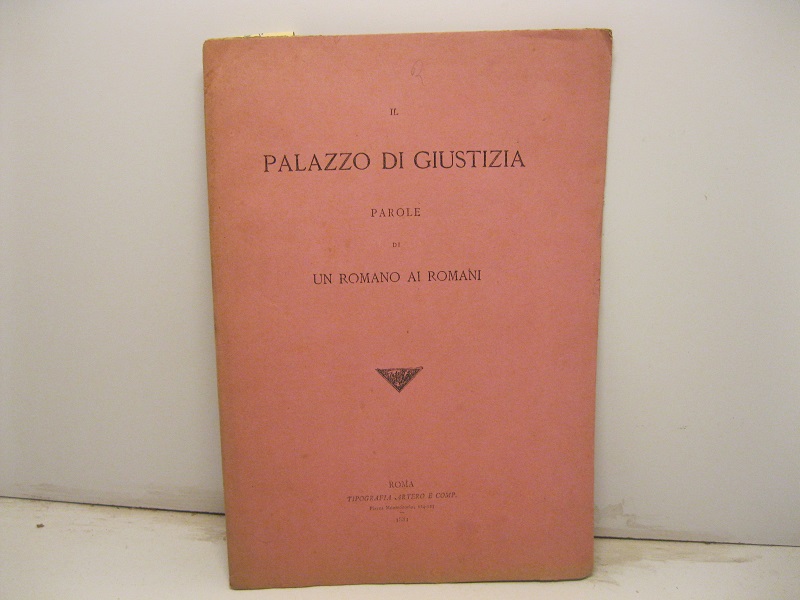 IL
PALAZZO DI GIUSTIZIA
PAROLE
DI
UN ROMANO AI ROMANI
ROMA
TIPOGRAFIA ARTERO E COMP.